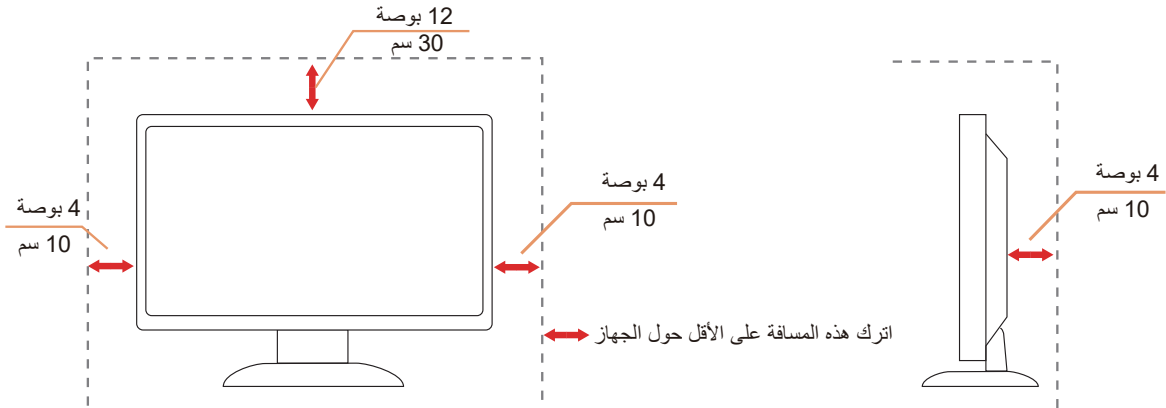 12 بوصة
30 سم
4 بوصة
10 سم
4 بوصة
10 سم
4 بوصة
10 سم
اترك هذه المسافة على الأقل حول الجهاز